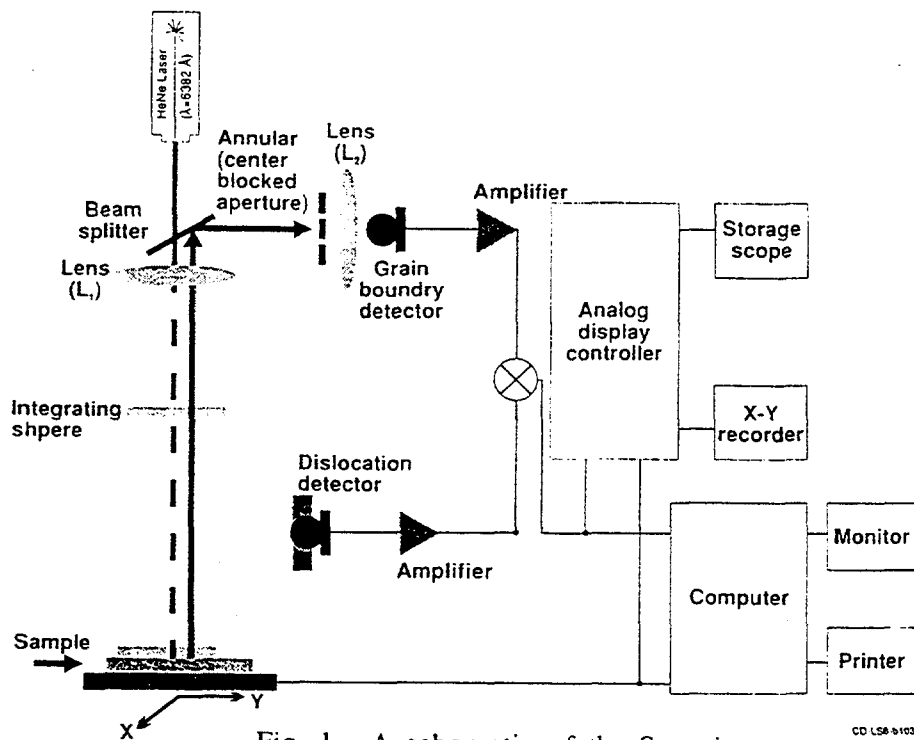 HeNe Laser
(λ=6382 Å)
Annular
(center
blocked
aperture)
Lens
(L₂)
Amplifier
Beam
splitter
Storage
scope
Lens
(L₁)
Grain
boundry
detector
Analog
display
controller
Integrating
shpere
X-Y
recorder
Dislocation
detector
Amplifier
Monitor
Computer
Sample
Printer
Y
X
Fig. 1. A schematic of the Scanning